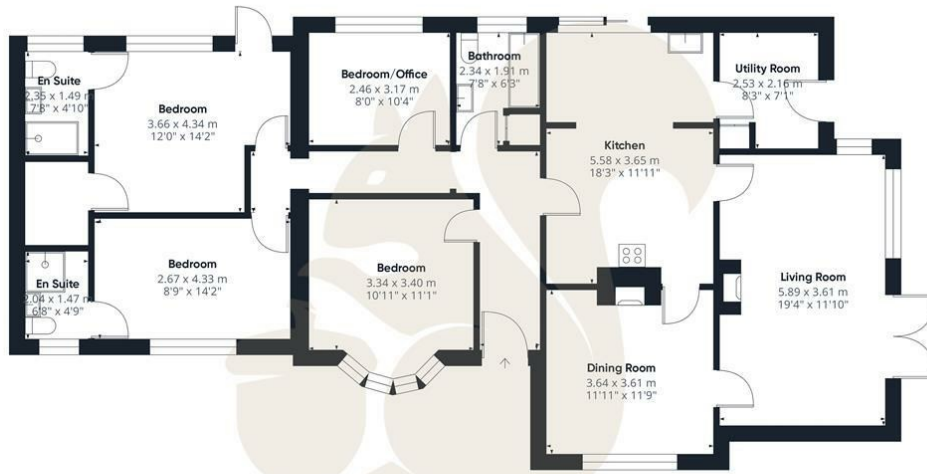 En Suite
2.35 x 1.49 m
7'8" x 4'10"
Bedroom
3.66 x 4.34 m
12'0" x 14'2"
Bedroom/Office
2.46 x 3.17 m
8'0" x 10'4"
Bathroom
2.34 x 1.91 m
7'8" x 6'3"
Utility Room
2.53 x 2.16 m
8'3" x 7'1"
Kitchen
5.58 x 3.65 m
18'3" x 11'11"
En Suite
2.04 x 1.47 m
6'8" x 4'9"
Bedroom
2.67 x 4.33 m
8'9" x 14'2"
Bedroom
3.34 x 3.40 m
10'11" x 11'1"
Living Room
5.89 x 3.61 m
19'4" x 11'10"
Dining Room
3.64 x 3.61 m
11'11" x 11'9"